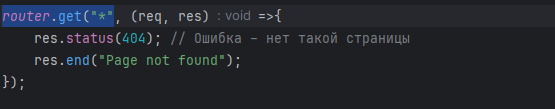 router.get("*", (req, res) : void =>{
    res.status(404); // Ошибка – нет такой страницы
    res.end("Page not found");
});